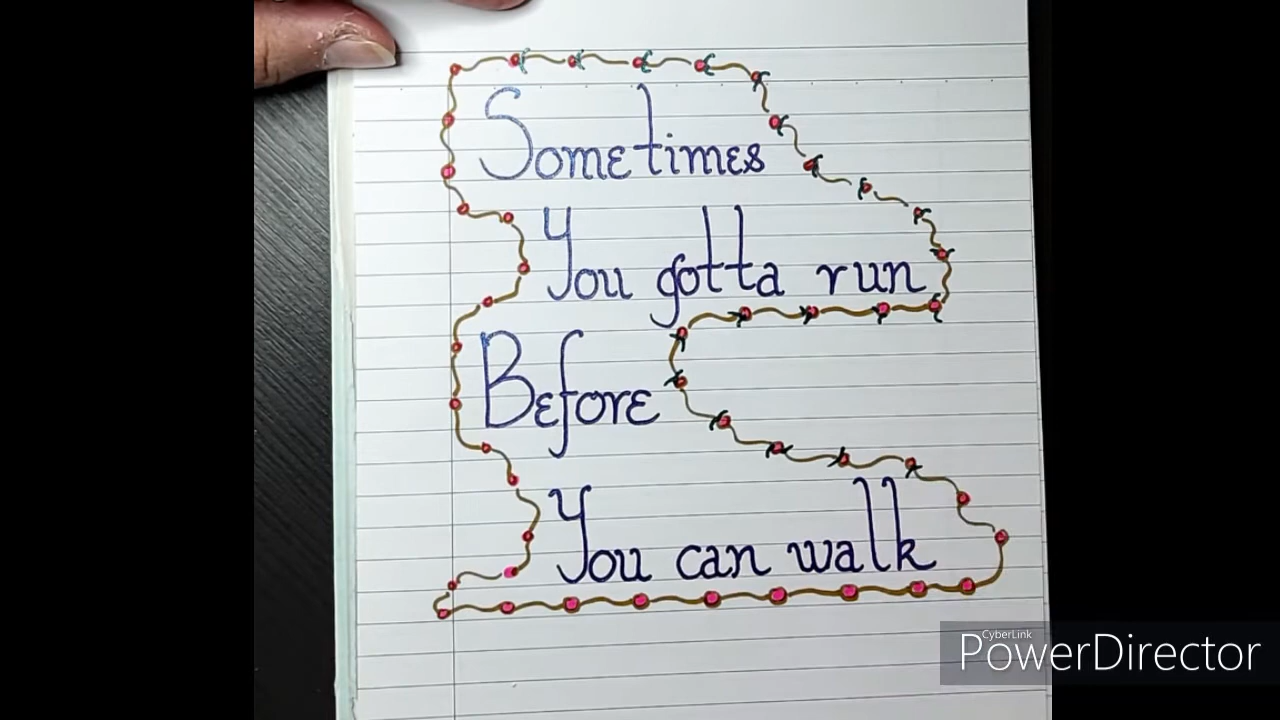 Sometimes
You gotta run
Before
You can walk
CyberLink
PowerDirector